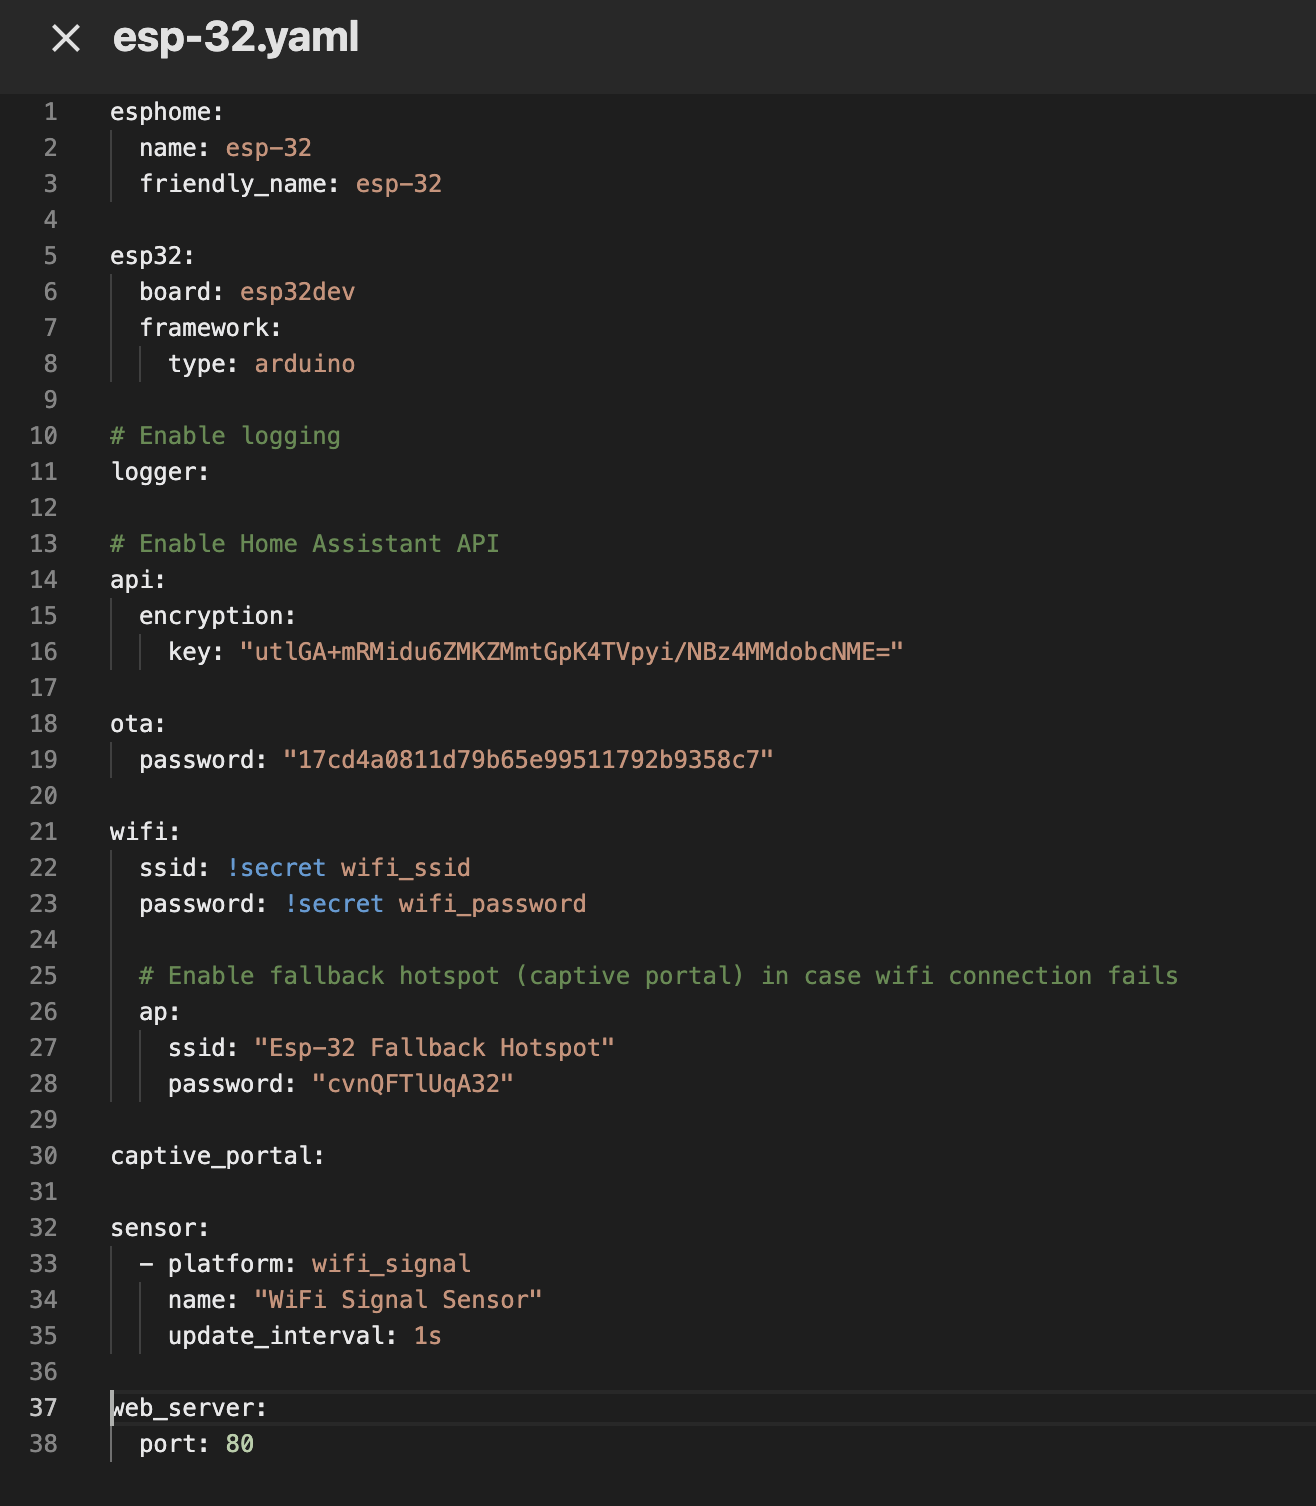 esp-32.yaml
1 esphome:
2   name: esp-32
3   friendly_name: esp-32
4
5 esp32:
6   board: esp32dev
7   framework:
8     type: arduino
9
10 # Enable logging
11 logger:
12
13 # Enable Home Assistant API
14 api:
15   encryption:
16     key: "utlGA+mRMidu6ZMKZMmtGpK4TVpyi/NBz4MMdobcNME="
17
18 ota:
19   password: "17cd4a0811d79b65e99511792b9358c7"
20
21 wifi:
22   ssid: !secret wifi_ssid
23   password: !secret wifi_password
24
25   # Enable fallback hotspot (captive portal) in case wifi connection fails
26   ap:
27     ssid: "Esp-32 Fallback Hotspot"
28     password: "cvnQFTlUqA32"
29
30 captive_portal:
31
32 sensor:
33   - platform: wifi_signal
34     name: "WiFi Signal Sensor"
35     update_interval: 1s
36
37 web_server:
38   port: 80